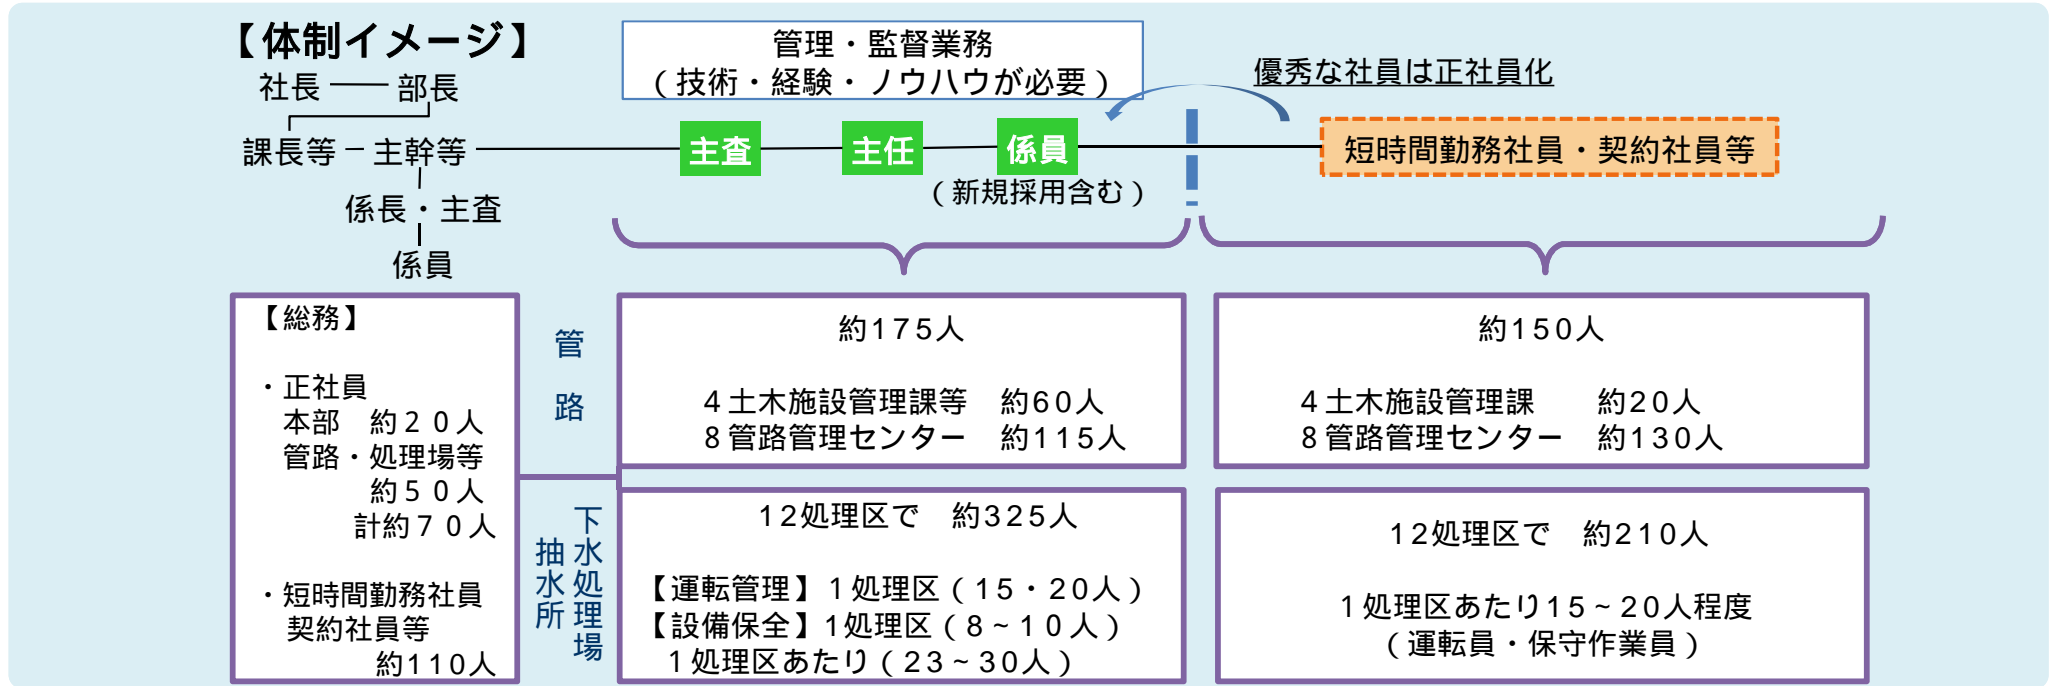 【体制イメージ】
社長
部長
課長等
主幹等
係長・主査
係員
管理・監督業務
（技術・経験・ノウハウが必要）
優秀な社員は正社員化
主査
主任
係員
（新規採用含む）
短時間勤務社員・契約社員等
【総務】
・正社員
本部　約２０人
管路・処理場等
約５０人
計約７０人
・短時間勤務社員
契約社員等
約110人
管路
約175人
４土木施設管理課等　約60人
８管路管理センター　約115人
約150人
４土木施設管理課　　約20人
８管路管理センター　約130人
下水処理場
抽水所
12処理区で　約325人
【運転管理】１処理区（15・20人）
【設備保全】1処理区（８~１０人）
１処理区あたり（23~30人）
12処理区で　約210人
１処理区あたり15~20人程度
（運転員・保守作業員）